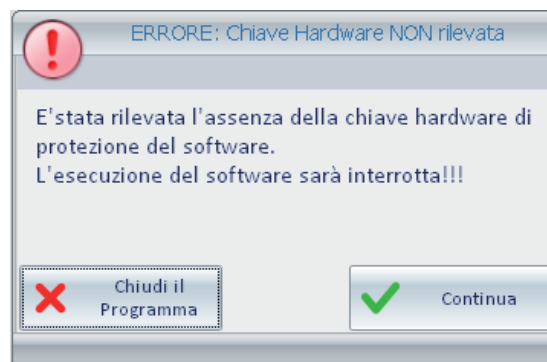 ERRORE: Chiave Hardware NON rilevata
E'stata rilevata l'assenza della chiave hardware di
protezione del software.
L'esecuzione del software sarà interrotta!!!
Chiudi il
Programma
Continua